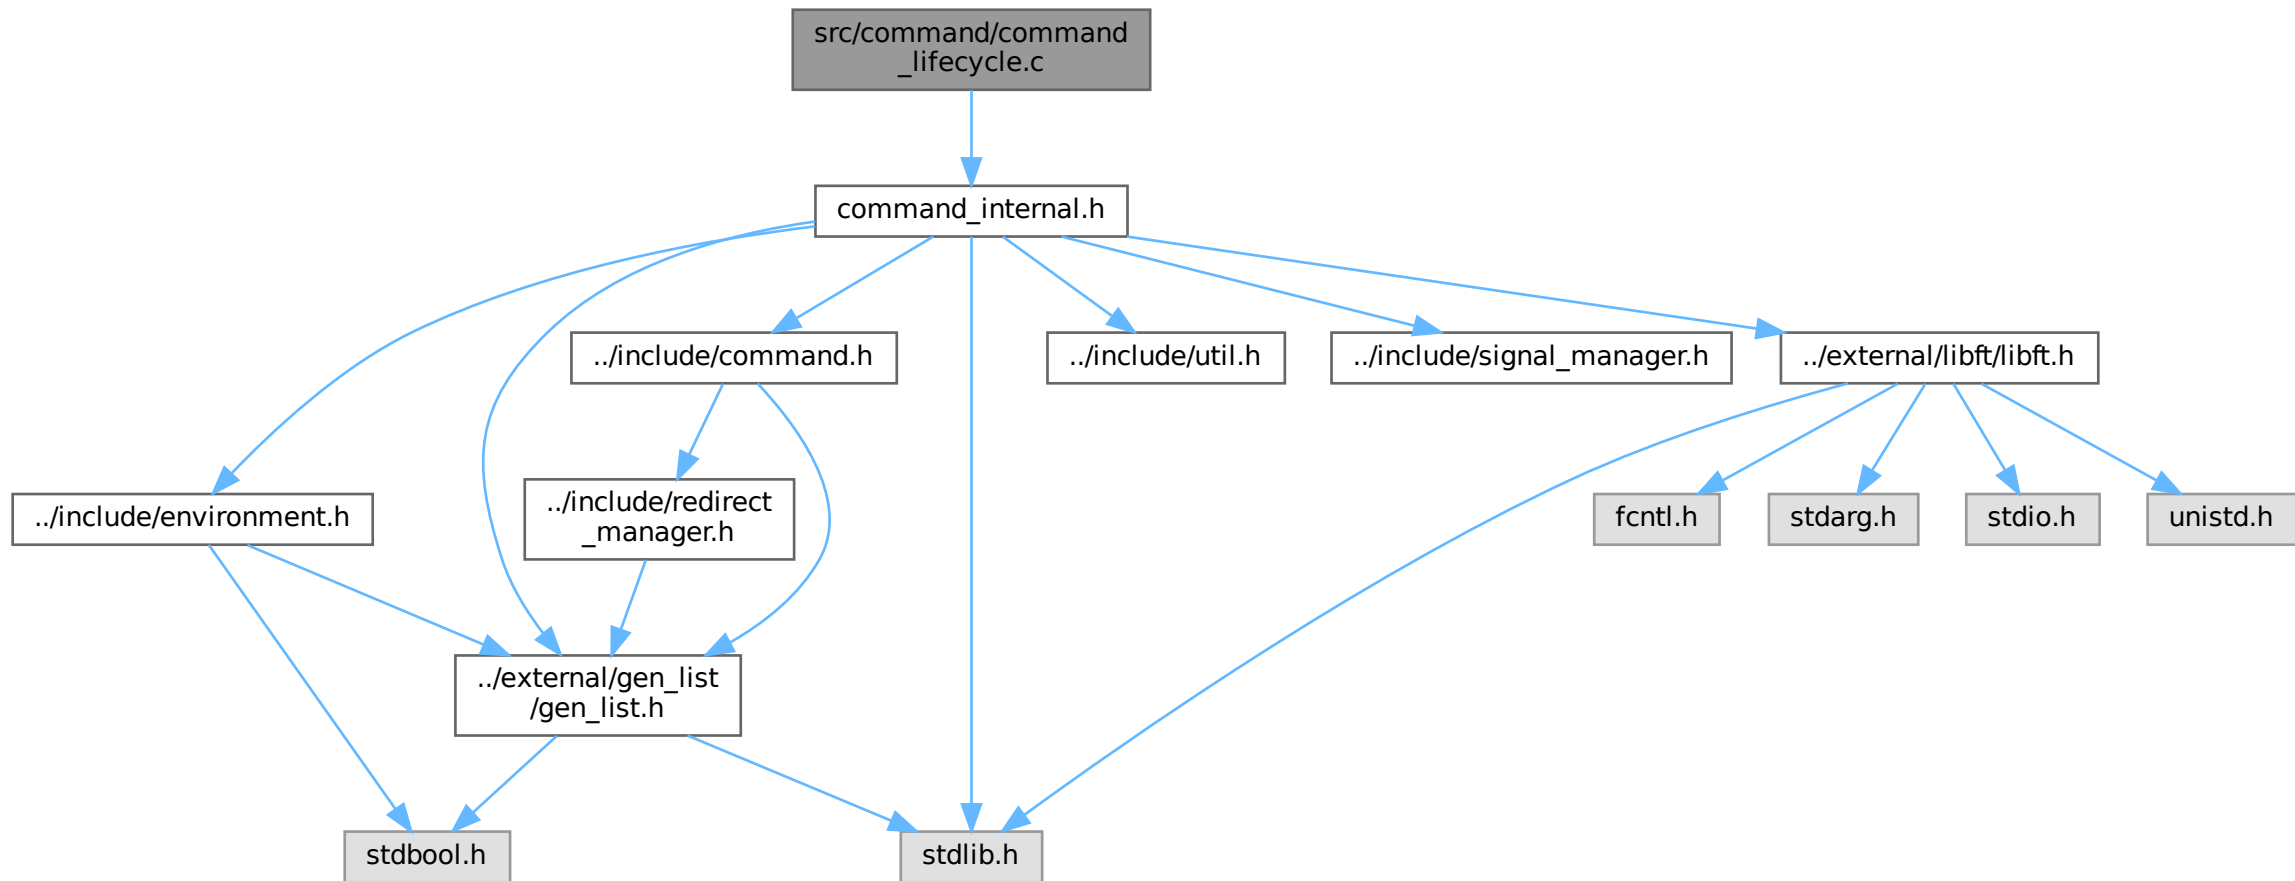 src/command/command
_lifecycle.c
command_internal.h
../include/command.h
../include/util.h
../include/signal_manager.h
../external/libft/libft.h
../include/environment.h
../include/redirect
_manager.h
fcntl.h
stdarg.h
stdio.h
unistd.h
../external/gen_list
/gen_list.h
stdbool.h
stdlib.h